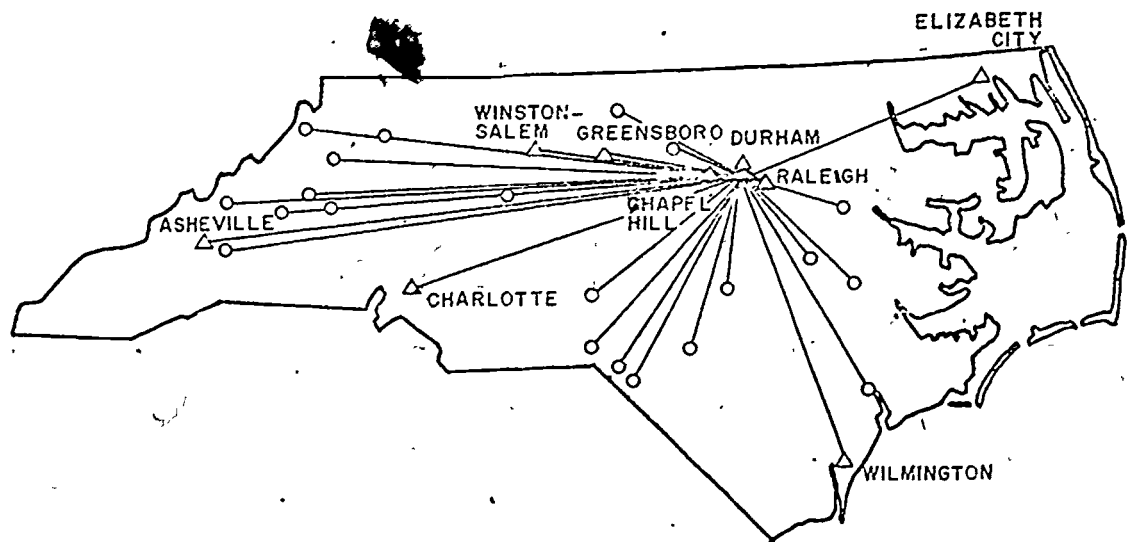 ELIZABETH
CITY
WINSTON-
SALEM
GREENSBORO
DURHAM
RALEIGH
CHAPEL
HILL
ASHEVILLE
CHARLOTTE
WILMINGTON